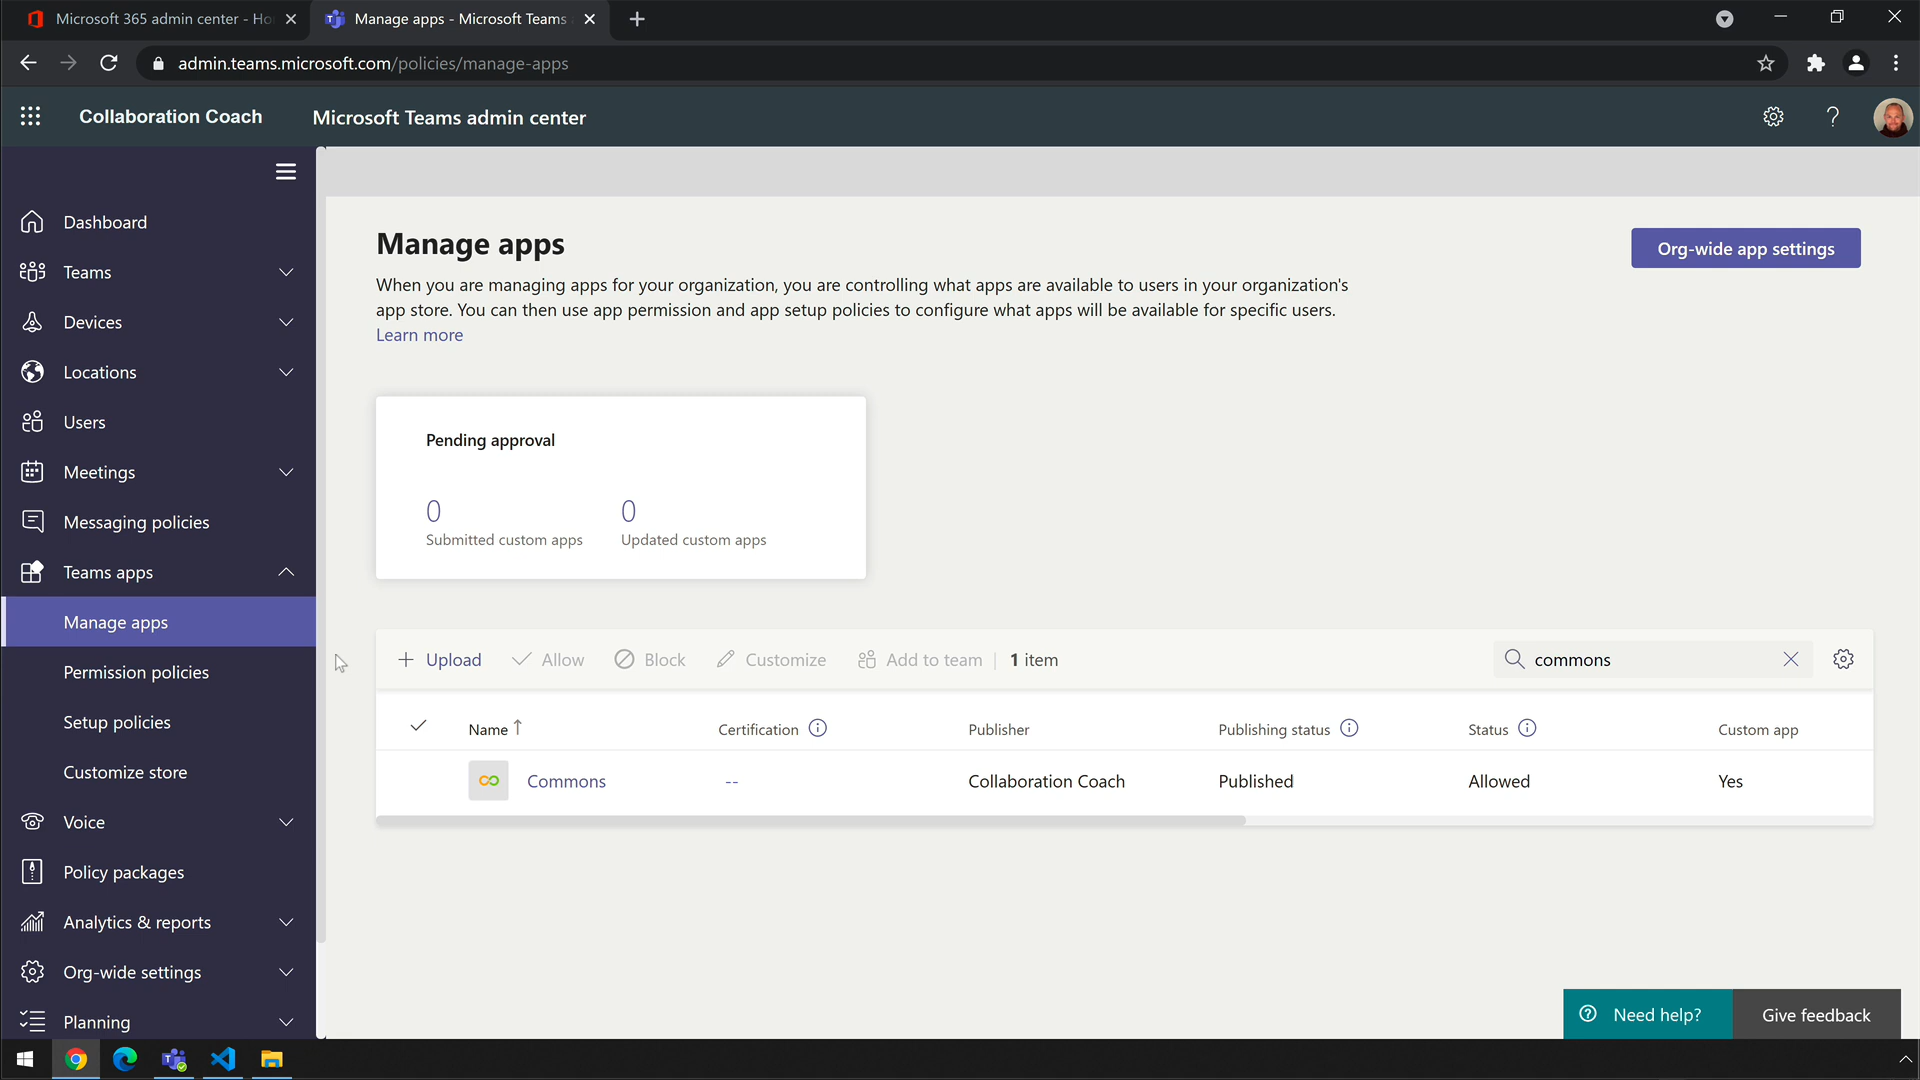 Microsoft 365 admin center - Ho
Manage apps - Microsoft Teams
admin.teams.microsoft.com/policies/manage-apps
Collaboration Coach
Microsoft Teams admin center
Dashboard
Teams
Devices
Locations
Users
Meetings
Messaging policies
Teams apps
Manage apps
Permission policies
Setup policies
Customize store
Voice
Policy packages
Analytics & reports
Org-wide settings
Planning
Manage apps
Org-wide app settings
When you are managing apps for your organization, you are controlling what apps are available to users in your organization's
app store. You can then use app permission and app setup policies to configure what apps will be available for specific users.
Learn more
Pending approval
0 0
Submitted custom apps Updated custom apps
Upload Allow Block Customize Add to team 1 item commons
Name Certification Publisher Publishing status Status Custom app
Commons -- Collaboration Coach Published Allowed Yes
Need help? Give feedback